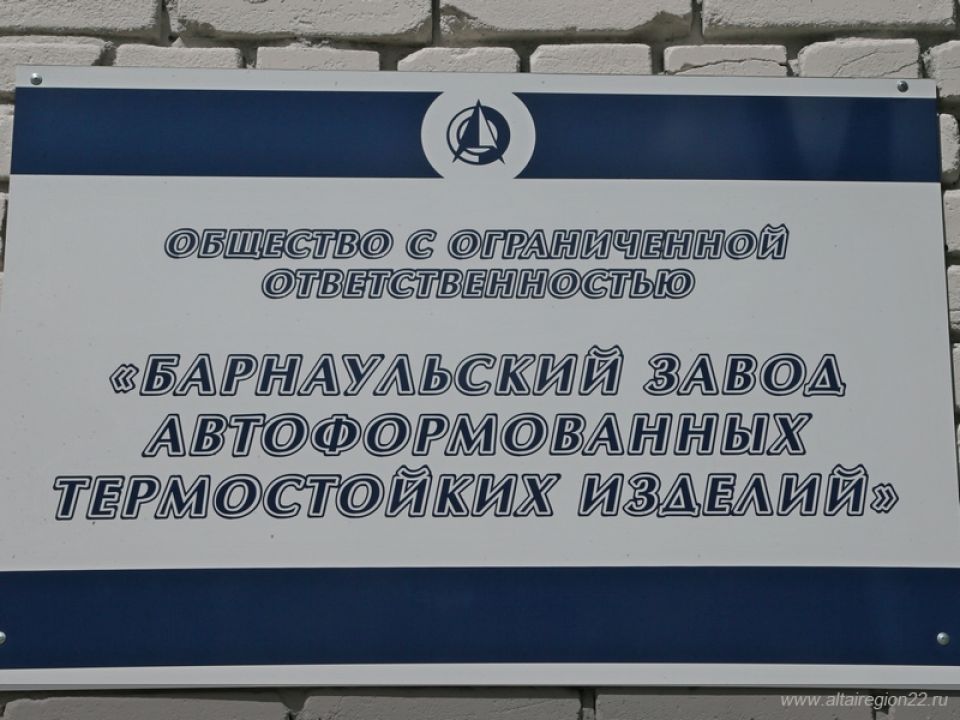 ОБЩЕСТВО С ОГРАНИЧЕННОЙ
ОТВЕТСТВЕННОСТЬЮ
«БАРНАУЛЬСКИЙ ЗАВОД
АВТОФОРМОВАННЫХ
ТЕРМОСТОЙКИХ ИЗДЕЛИЙ»
www.altairegion22.ru